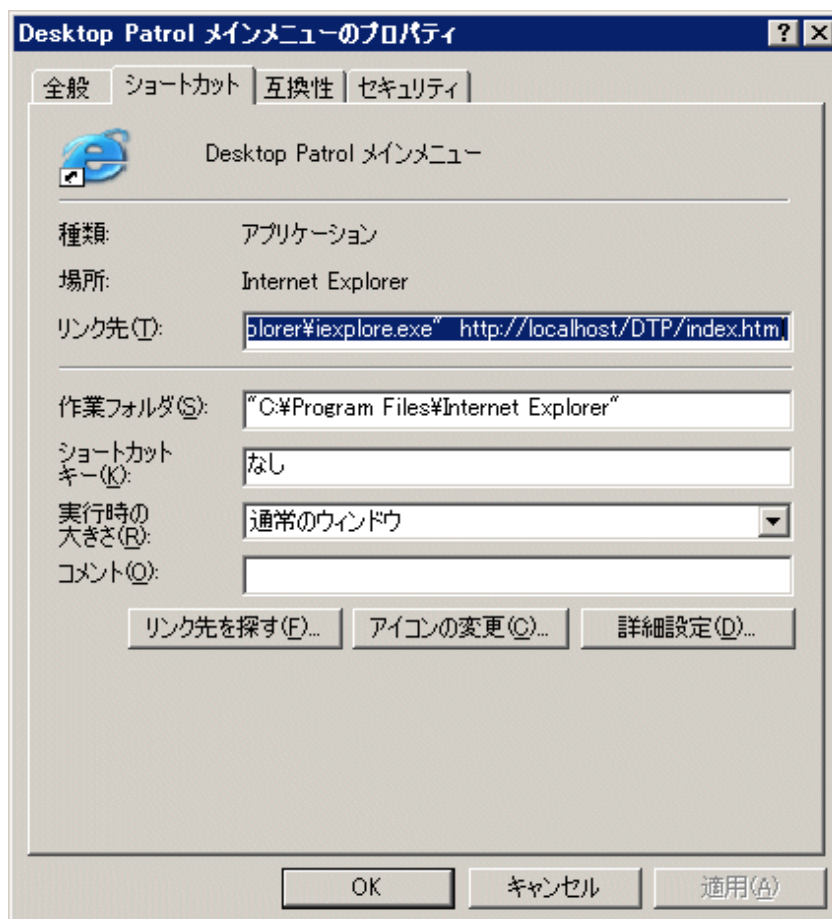 Desktop Patrol メインメニューのプロパティ
全般 ショートカット 互換性 セキュリティ
Desktop Patrol メインメニュー
種類: アプリケーション
場所: Internet Explorer
リンク先(T): plorer¥iexplore.exe" http://localhost/DTP/index.htm
作業フォルダ(S): "C:¥Program Files¥Internet Explorer"
ショートカット
キー(K): なし
実行時の
大きさ(R): 通常のウィンドウ
コメント(O):
リンク先を探す(F)... アイコンの変更(C)... 詳細設定(D)...
OK キャンセル 適用(A)